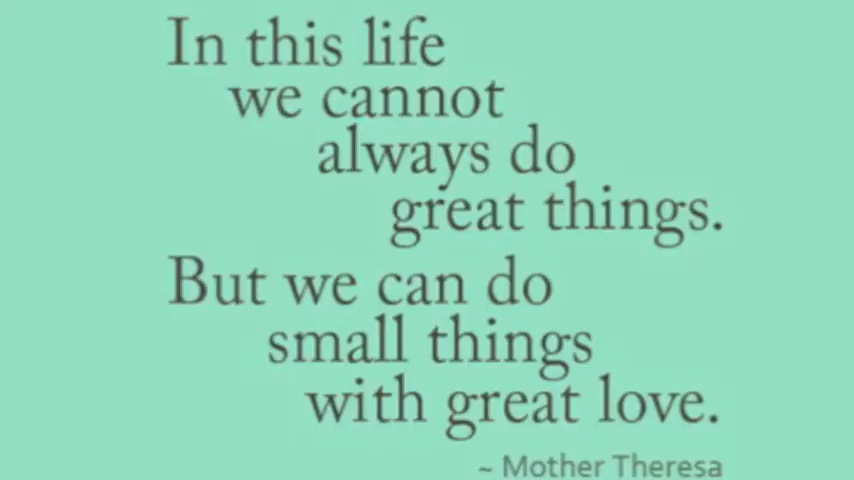 In this life
we cannot
always do
great things.
But we can do
small things
with great love.
~ Mother Theresa